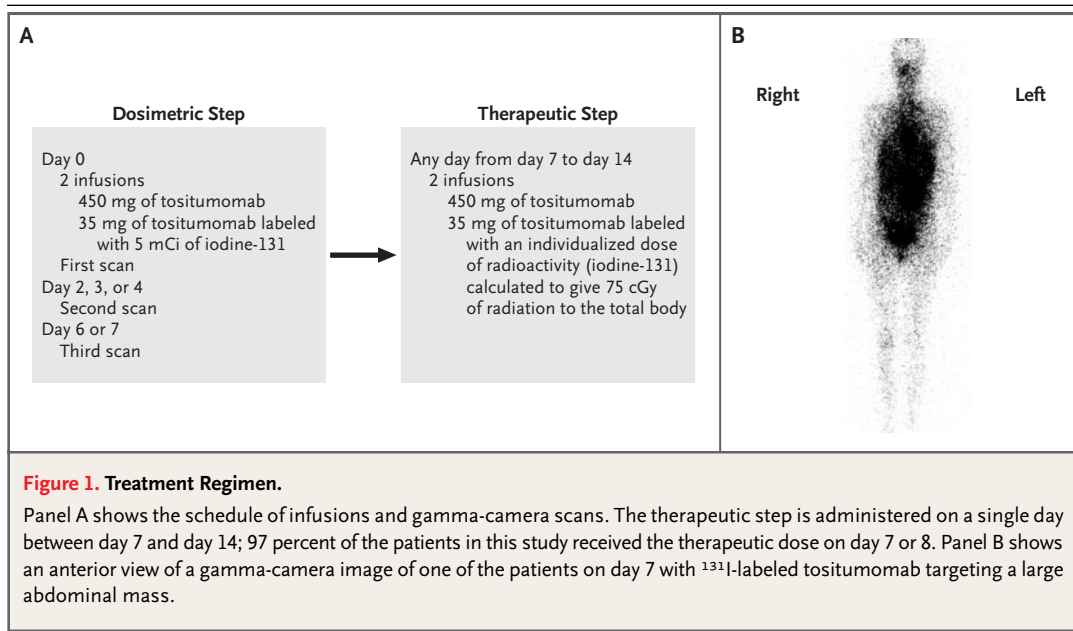 A
Dosimetric Step
Day 0
2 infusions
450 mg of tositumomab
35 mg of tositumomab labeled
with 5 mCi of iodine-131
First scan
Day 2, 3, or 4
Second scan
Day 6 or 7
Third scan
Therapeutic Step
Any day from day 7 to day 14
2 infusions
450 mg of tositumomab
35 mg of tositumomab labeled
with an individualized dose
of radioactivity (iodine-131)
calculated to give 75 cGy
of radiation to the total body
B
Right
Left
Figure 1. Treatment Regimen.
Panel A shows the schedule of infusions and gamma-camera scans. The therapeutic step is administered on a single day
between day 7 and day 14; 97 percent of the patients in this study received the therapeutic dose on day 7 or 8. Panel B shows
an anterior view of a gamma-camera image of one of the patients on day 7 with ¹³¹I-labeled tositumomab targeting a large
abdominal mass.